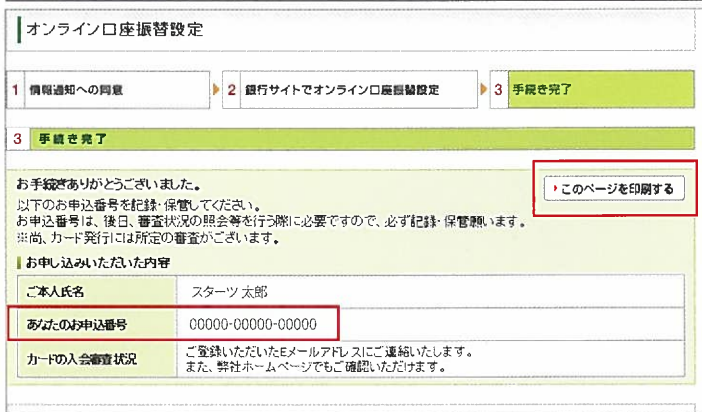 オンライン口座振替設定
1 情報通知への同意
2 銀行サイトでオンライン口座振替設定
3 手続き完了
3 手続き完了
お手続きありがとうございました。
このページを印刷する
以下のお申込番号を記録・保管してください。
お申込番号は、後日、審査状況の照会等を行う際に必要ですので、必ず記録・保管願います。
※尚、カード発行には所定の審査がございます。
お申し込みいただいた内容
ご本人氏名 スターツ 太郎
あなたのお申込番号 00000-00000-00000
カードの入会審査状況 ご登録いただいたEメールアドレスにご連絡いたします。
また、弊社ホームページでもご確認いただけます。